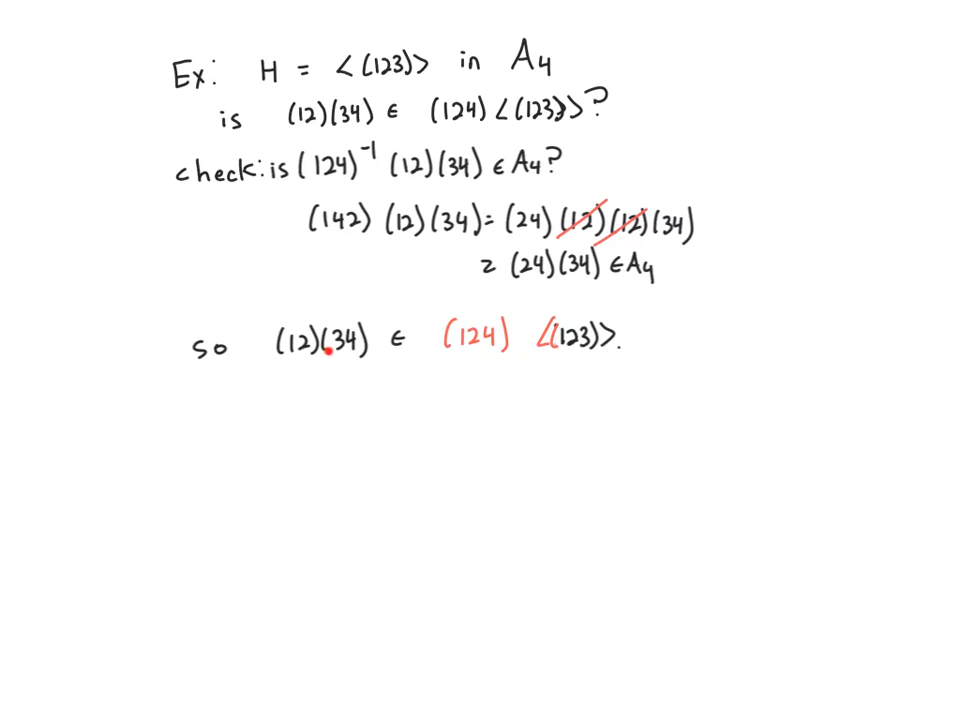 Ex: H = <(123)> in A4
is (12)(34) ∈ (124) <(123)>?
check: is (124)⁻¹ (12)(34) ∈ A4?
(142) (12)(34) = (24) (12) (12) (34)
= (24)(34) ∈ A4
so (12)(34) ∈ (124) <(123)>.